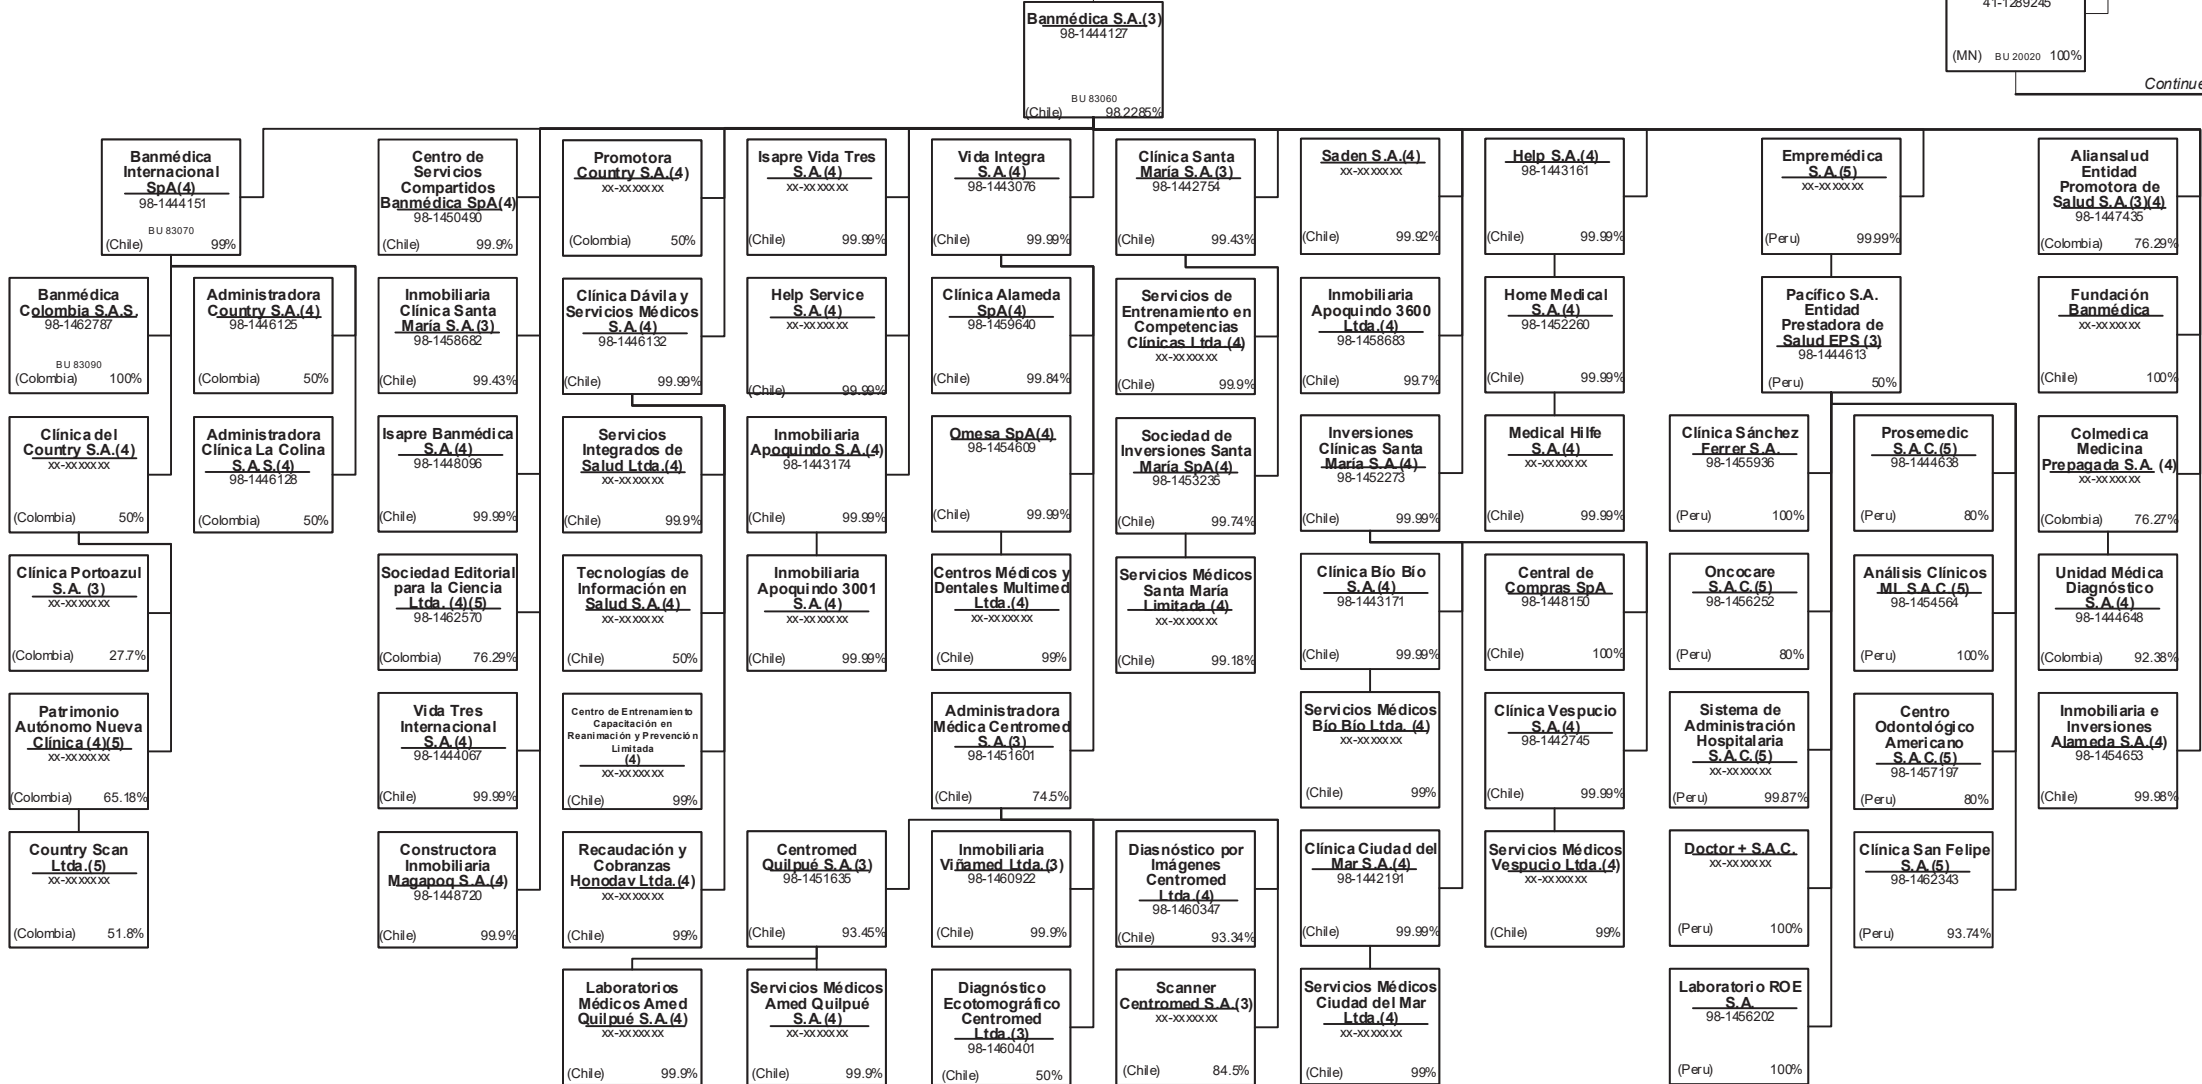 Banmédica S.A.(3)
98-1444127
BU 83060
(Chile) 98.2285%
41-1289245
(MN) BU 20020 100%
Continue
Banmédica
Internacional
SpA(4)
98-1444151
BU 83070
(Chile) 99%
Centro de
Servicios
Compartidos
Banmédica SpA(4)
98-1450490
(Chile) 99.9%
Promotora
Country S.A.(4)
xx-xxxxxxx
(Colombia) 50%
Isapre Vida Tres
S.A.(4)
xx-xxxxxxx
(Chile) 99.99%
Vida Integra
S.A.(4)
98-1443076
(Chile) 99.99%
Clínica Santa
María S.A.(3)
98-1442754
(Chile) 99.43%
Saden S.A.(4)
xx-xxxxxxx
(Chile) 99.92%
Help S.A.(4)
98-1443161
(Chile) 99.99%
Empremédica
S.A.(5)
xx-xxxxxxx
(Peru) 99.99%
Aliansalud
Entidad
Promotora de
Salud S.A.(3)(4)
98-1447435
(Colombia) 76.29%
Banmédica
Colombia S.A.S.
98-1462787
BU 83090
(Colombia) 100%
Administradora
Country S.A.(4)
98-1446125
(Colombia) 50%
Inmobiliaria
Clínica Santa
María S.A.(3)
98-1458682
(Chile) 99.43%
Clínica Dávila y
Servicios Médicos
S.A.(4)
98-1446132
(Chile) 99.99%
Help Service
S.A.(4)
xx-xxxxxxx
(Chile) 99.99%
Clínica Alameda
SpA(4)
98-1459640
(Chile) 99.84%
Servicios de
Entrenamiento en
Competencias
Clínicas Ltda.(4)
xx-xxxxxxx
(Chile) 99.9%
Inmobiliaria
Apoquindo 3600
Ltda.(4)
98-1458683
(Chile) 99.7%
Home Medical
S.A.(4)
98-1452260
(Chile) 99.99%
Pacífico S.A.
Entidad
Prestadora de
Salud EPS (3)
98-1444613
(Peru) 50%
Fundación
Banmédica
xx-xxxxxxx
(Chile) 100%
Clínica del
Country S.A.(4)
xx-xxxxxxx
(Colombia) 50%
Administradora
Clínica La Colina
S.A.S.(4)
98-1446128
(Colombia) 50%
Isapre Banmédica
S.A.(4)
98-1448096
(Chile) 99.99%
Servicios
Integrados de
Salud Ltda.(4)
xx-xxxxxxx
(Chile) 99.9%
Inmobiliaria
Apoquindo S.A.(4)
98-1443174
(Chile) 99.99%
Omesa SpA(4)
98-1454609
(Chile) 99.99%
Sociedad de
Inversiones Santa
María SpA(4)
98-1453235
(Chile) 99.74%
Inversiones
Clínicas Santa
María S.A.(4)
98-1452273
(Chile) 99.99%
Medical Hilfe
S.A.(4)
xx-xxxxxxx
(Chile) 99.99%
Clínica Sánchez
Ferrer S.A.
98-1455936
(Peru) 100%
Prosemedic
S.A.C.(5)
98-1444638
(Peru) 80%
Colmedica
Medicina
Prepagada S.A. (4)
xx-xxxxxxx
(Colombia) 76.27%
Clínica Portoazul
S.A. (3)
xx-xxxxxxx
(Colombia) 27.7%
Sociedad Editorial
para la Ciencia
Ltda. (4)(5)
98-1462570
(Colombia) 76.29%
Tecnologías de
Información en
Salud S.A.(4)
xx-xxxxxxx
(Chile) 50%
Inmobiliaria
Apoquindo 3001
S.A.(4)
xx-xxxxxxx
(Chile) 99.99%
Centros Médicos y
Dentales Multimed
Ltda.(4)
xx-xxxxxxx
(Chile) 99%
Servicios Médicos
Santa María
Limitada (4)
xx-xxxxxxx
(Chile) 99.18%
Clínica Bío Bío
S.A.(4)
98-1443171
(Chile) 99.99%
Central de
Compras SpA
98-1448150
(Chile) 100%
Oncocare
S.A.C.(5)
98-1456252
(Peru) 80%
Análisis Clínicos
ML S.A.C.(5)
98-1454564
(Peru) 100%
Unidad Médica
Diagnóstico
S.A.(4)
98-1444648
(Colombia) 92.38%
Patrimonio
Autónomo Nueva
Clínica (4)(5)
xx-xxxxxxx
(Colombia) 65.18%
Vida Tres
Internacional
S.A.(4)
98-1444067
(Chile) 99.99%
Centro de Entrenamiento
Capacitación en
Reanimación y Prevención
Limitada
(4)
xx-xxxxxxx
(Chile) 99%
Administradora
Médica Centromed
S.A.(3)
98-1451601
(Chile) 74.5%
Servicios Médicos
Bío Bío Ltda. (4)
xx-xxxxxxx
(Chile) 99%
Clínica Vespucio
S.A.(4)
98-1442745
(Chile) 99.99%
Sistema de
Administración
Hospitalaria
S.A.C.(5)
xx-xxxxxxx
(Peru) 99.87%
Centro
Odontológico
Americano
S.A.C.(5)
98-1457197
(Peru) 80%
Inmobiliaria e
Inversiones
Alameda S.A.(4)
98-1454653
(Chile) 99.98%
Country Scan
Ltda.(5)
xx-xxxxxxx
(Colombia) 51.8%
Constructora
Inmobiliaria
Magapoq S.A.(4)
98-1448720
(Chile) 99.9%
Recaudación y
Cobranzas
Honodav Ltda.(4)
xx-xxxxxxx
(Chile) 99%
Centromed
Quilpué S.A.(3)
98-1451635
(Chile) 93.45%
Inmobiliaria
Viñamed Ltda.(3)
98-1460922
(Chile) 99.9%
Diasnóstico por
Imágenes
Centromed
Ltda.(4)
98-1460347
(Chile) 93.34%
Clínica Ciudad del
Mar S.A.(4)
98-1442191
(Chile) 99.99%
Servicios Médicos
Vespucio Ltda.(4)
xx-xxxxxxx
(Chile) 99%
Doctor + S.A.C.
xx-xxxxxxx
(Peru) 100%
Clínica San Felipe
S.A.(5)
98-1462343
(Peru) 93.74%
Laboratorios
Médicos Amed
Quilpué S.A.(4)
xx-xxxxxxx
(Chile) 99.9%
Servicios Médicos
Amed Quilpué
S.A.(4)
xx-xxxxxxx
(Chile) 99.9%
Diagnóstico
Ecotomográfico
Centromed
Ltda.(3)
98-1460401
(Chile) 50%
Scanner
Centromed S.A.(3)
xx-xxxxxxx
(Chile) 84.5%
Servicios Médicos
Ciudad del Mar
Ltda.(4)
xx-xxxxxxx
(Chile) 99%
Laboratorio ROE
S.A.
98-1456202
(Peru) 100%